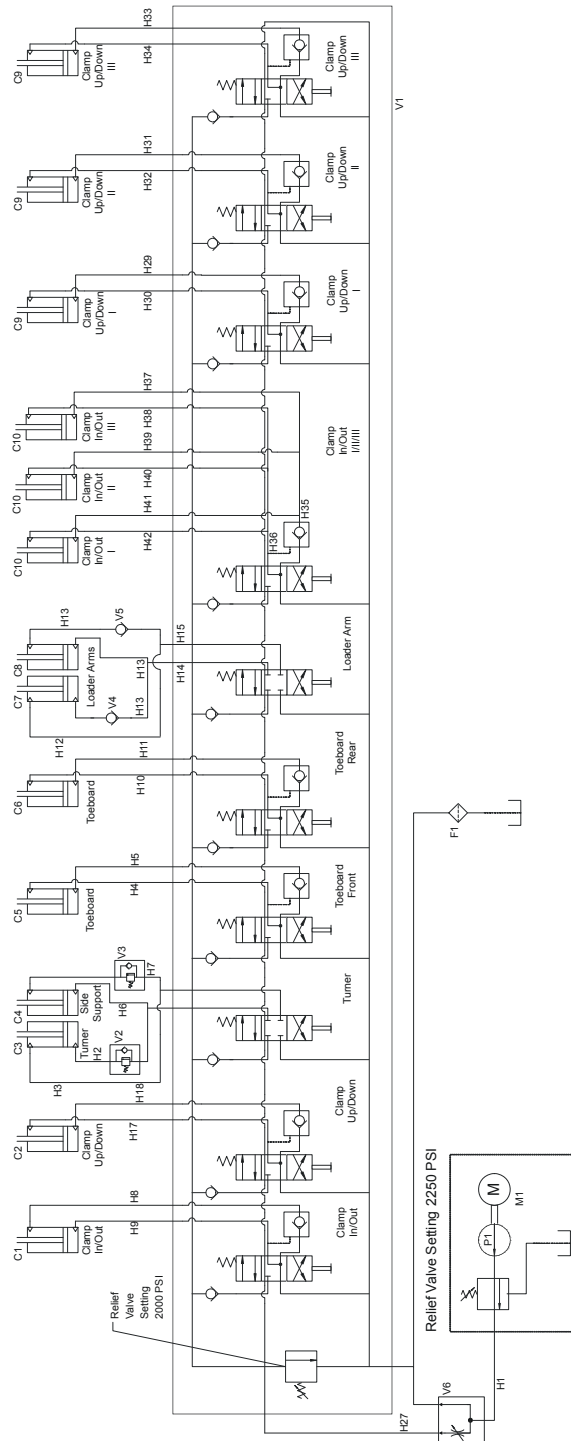 H33
H34
C9
Clamp
Up/Down
III
Clamp
Up/Down
III
V1
H31
H32
C9
Clamp
Up/Down
II
Clamp
Up/Down
II
H29
H30
C9
Clamp
Up/Down
I
Clamp
Up/Down
I
H37
H38
H39
H40
H41
H42
C10
Clamp
In/Out
III
C10
Clamp
In/Out
II
C10
Clamp
In/Out
I
H35
H36
Clamp
In/Out
I/II/III
H13
V5
C8
Loader Arms
C7
V4
H13
H13
H12
H15
H14
Loader Arm
H11
H10
C6
Toeboard
Toeboard
Rear
H5
H4
C5
Toeboard
Toeboard
Front
V3
H7
H6
C4
Side
Support
C3
Turner
H2
V2
H3
H18
Turner
H17
C2
Clamp
Up/Down
Clamp
Up/Down
H8
H9
C1
Clamp
In/Out
Clamp
In/Out
Relief
Valve
Setting
2000 PSI
F1
Relief Valve Setting 2250 PSI
M
M1
P1
H1
V6
H27